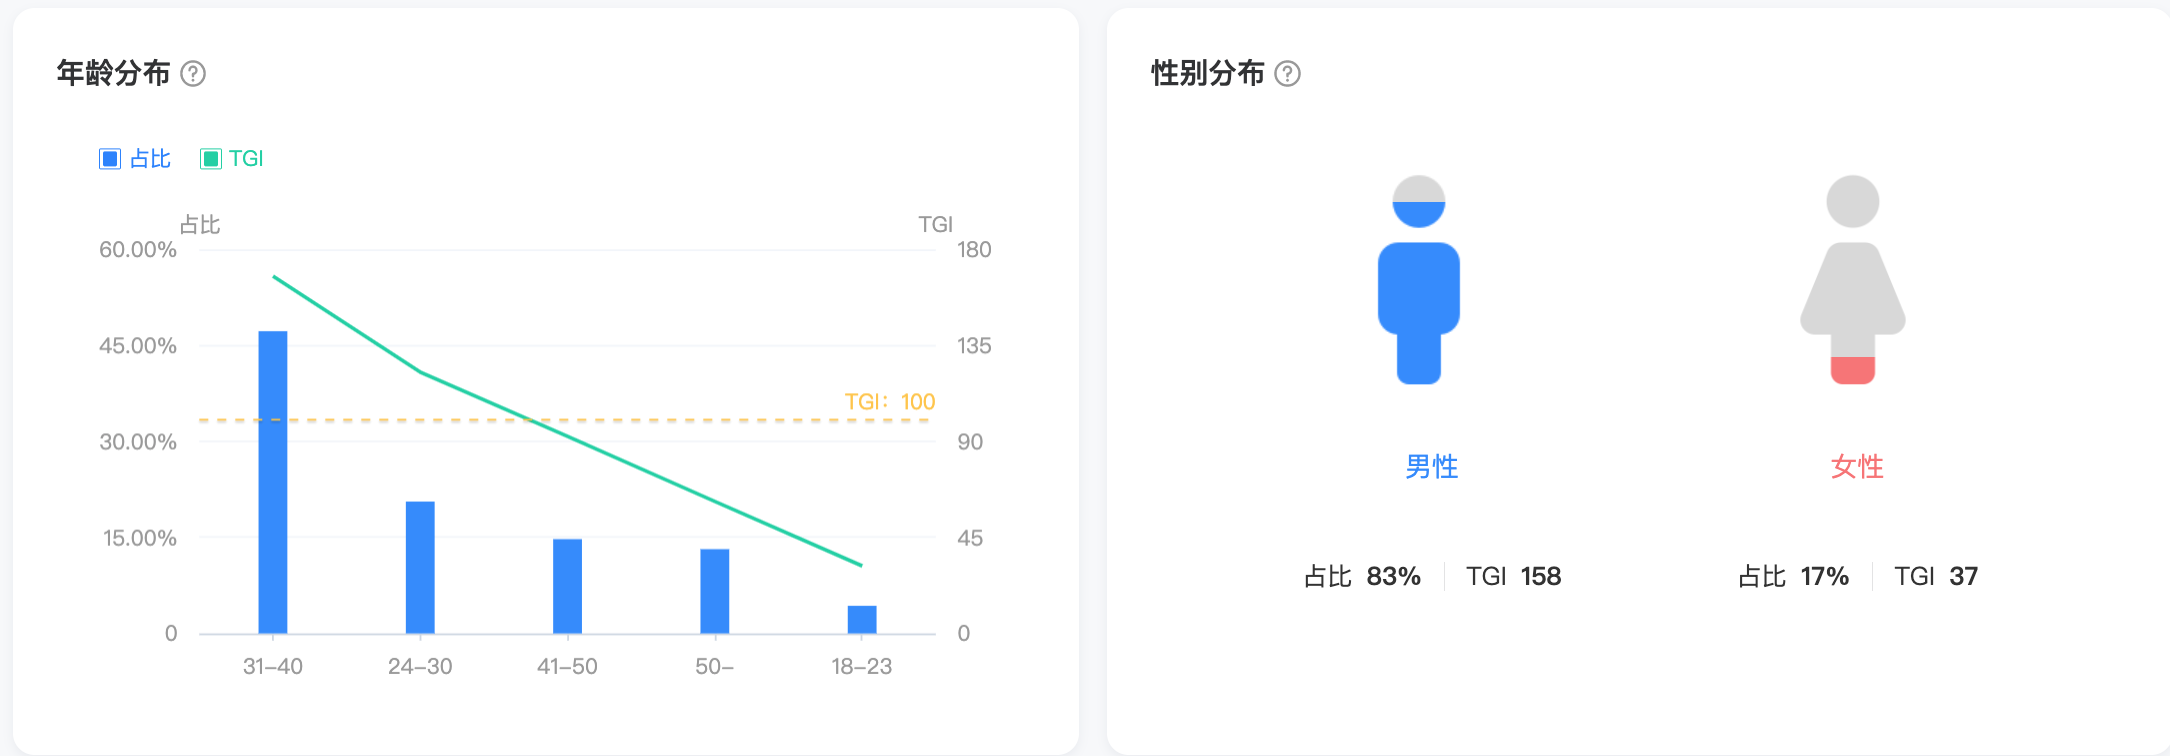 年龄分布 ?
占比 TGI
占比 TGI
60.00% 180
45.00% 135
TGI：100
30.00% 90
15.00% 45
0 0
31-40 24-30 41-50 50- 18-23
性别分布 ?
男性 女性
占比 83% TGI 158 占比 17% TGI 37